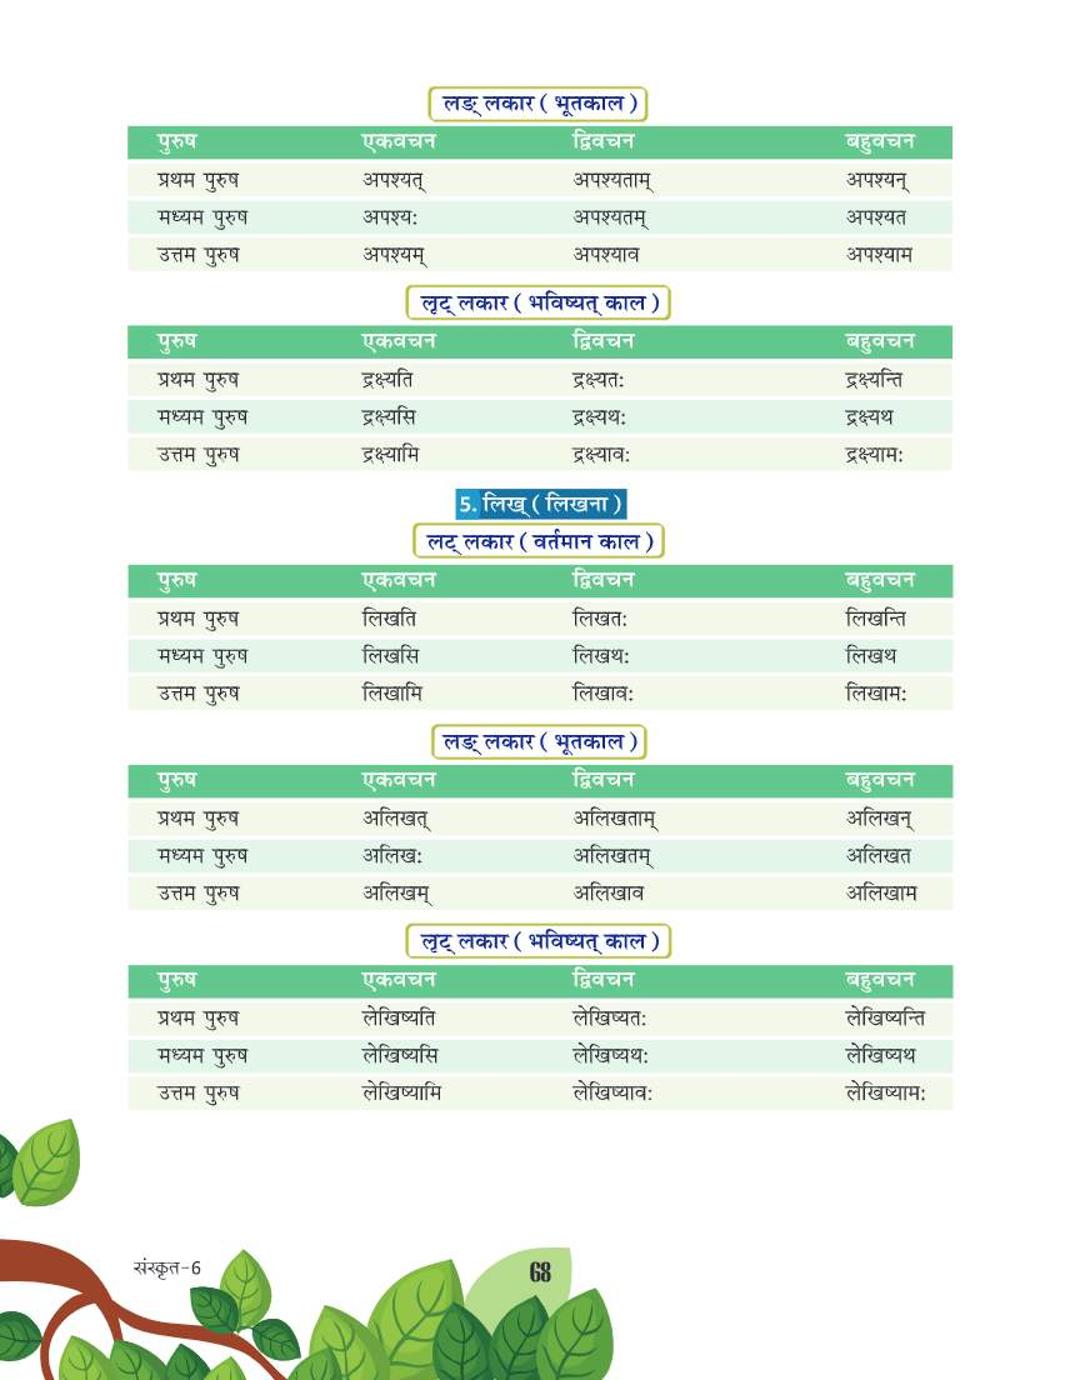 लङ् लकार ( भूतकाल )
पुरुष एकवचन द्विवचन बहुवचन
प्रथम पुरुष अपश्यत् अपश्यताम् अपश्यन्
मध्यम पुरुष अपश्य: अपश्यतम् अपश्यत
उत्तम पुरुष अपश्यम् अपश्याव अपश्याम
लृट् लकार ( भविष्यत् काल )
पुरुष एकवचन द्विवचन बहुवचन
प्रथम पुरुष द्रक्ष्यति द्रक्ष्यत: द्रक्ष्यन्ति
मध्यम पुरुष द्रक्ष्यसि द्रक्ष्यथ: द्रक्ष्यथ
उत्तम पुरुष द्रक्ष्यामि द्रक्ष्याव: द्रक्ष्याम:
5. लिख् ( लिखना )
लट् लकार ( वर्तमान काल )
पुरुष एकवचन द्विवचन बहुवचन
प्रथम पुरुष लिखति लिखत: लिखन्ति
मध्यम पुरुष लिखसि लिखथ: लिखथ
उत्तम पुरुष लिखामि लिखाव: लिखाम:
लङ् लकार ( भूतकाल )
पुरुष एकवचन द्विवचन बहुवचन
प्रथम पुरुष अलिखत् अलिखताम् अलिखन्
मध्यम पुरुष अलिख: अलिखतम् अलिखत
उत्तम पुरुष अलिखम् अलिखाव अलिखाम
लृट् लकार ( भविष्यत् काल )
पुरुष एकवचन द्विवचन बहुवचन
प्रथम पुरुष लेखिष्यति लेखिष्यत: लेखिष्यन्ति
मध्यम पुरुष लेखिष्यसि लेखिष्यथ: लेखिष्यथ
उत्तम पुरुष लेखिष्यामि लेखिष्याव: लेखिष्याम:
संस्कृत-6 68